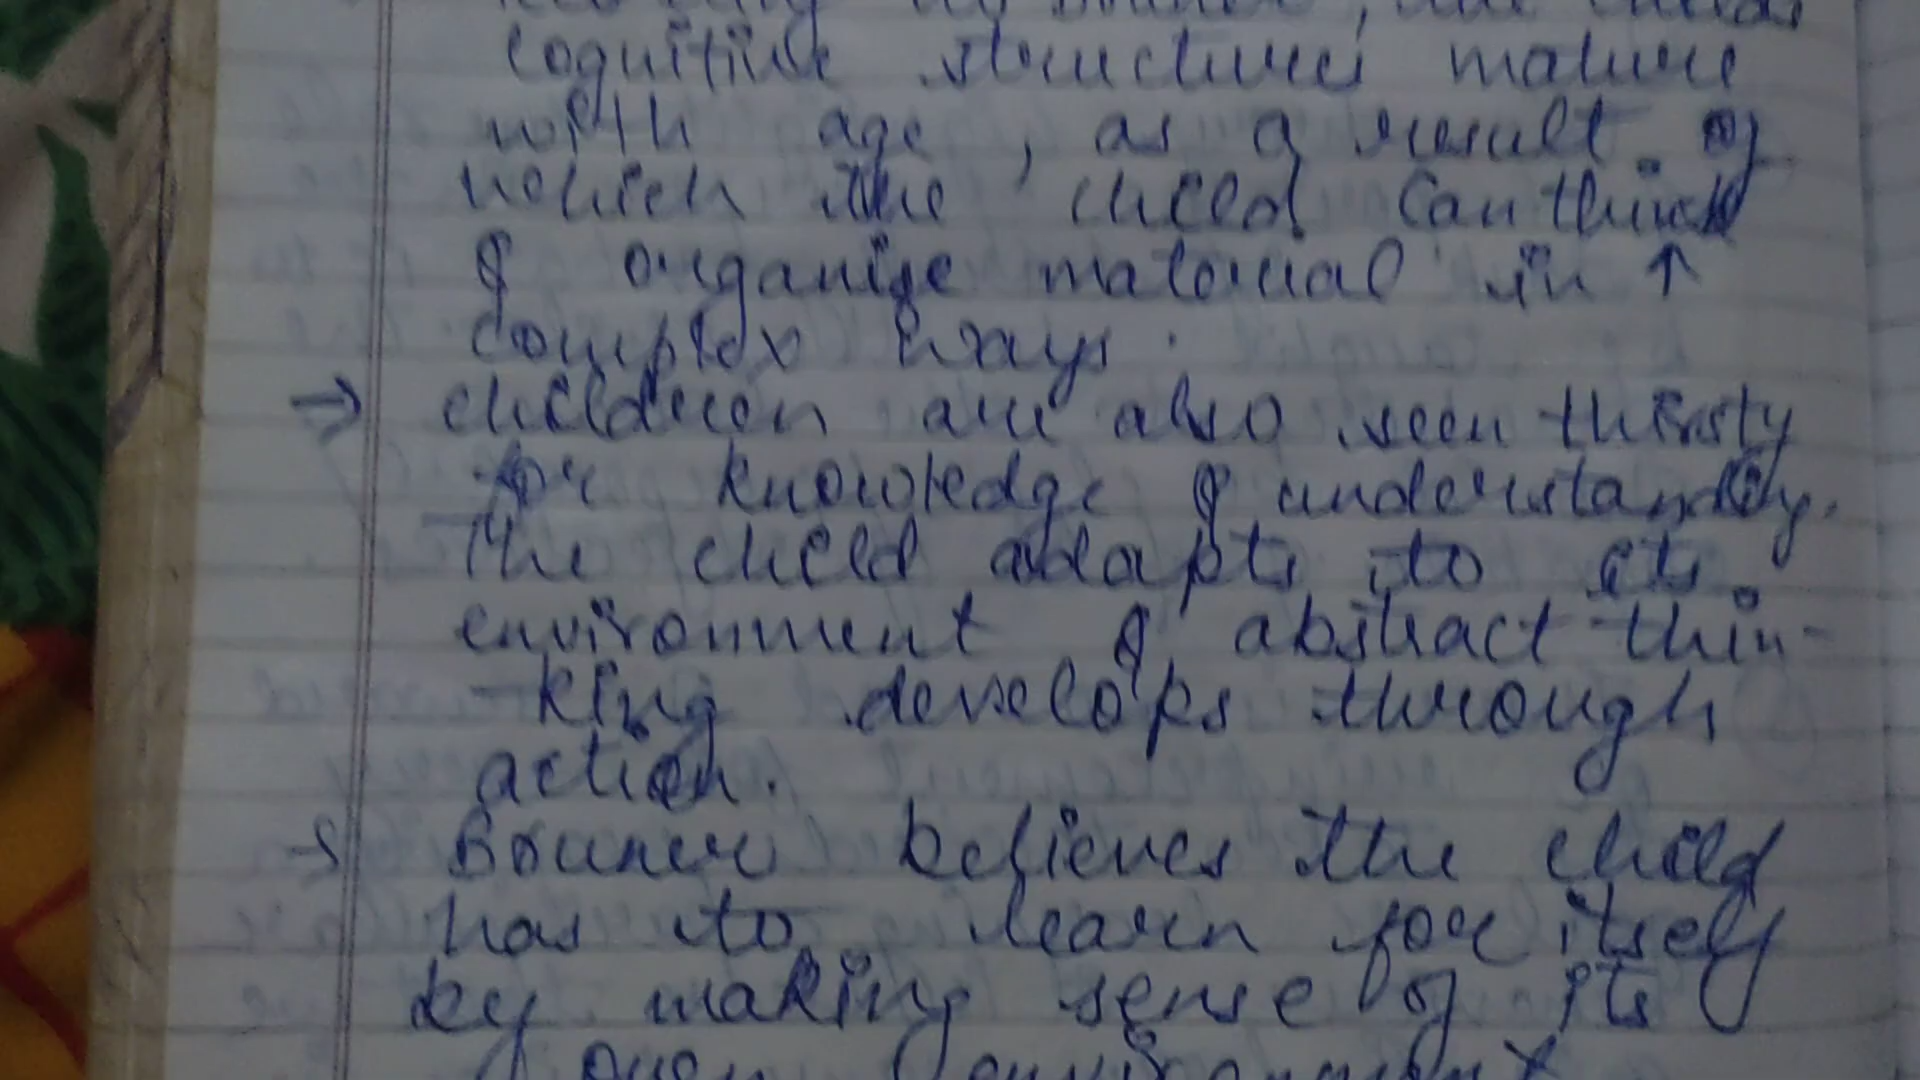 cognitive structures mature
with age, as a result of
which the child can think
& organise material in ↑
complex ways.
⇒ children are also seen thirsty
for knowledge & understanding.
The child adapts to its
environment & abstract thin-
-king develops through
action.
→ Bruner believes the child
has to learn for itself
by making sense of its
own environment